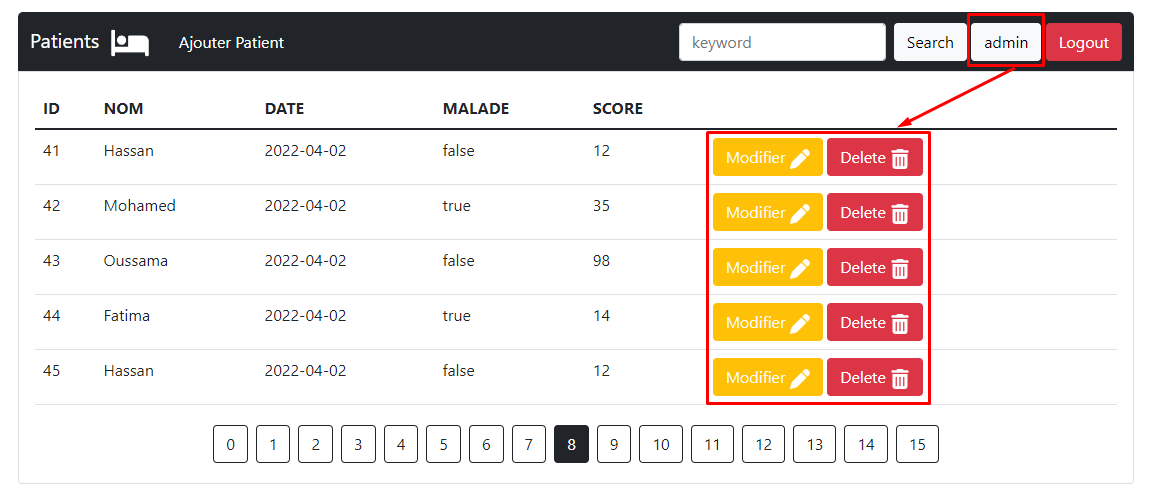 Patients Ajouter Patient keyword Search admin Logout
ID NOM DATE MALADE SCORE
41 Hassan 2022-04-02 false 12 Modifier Delete
42 Mohamed 2022-04-02 true 35 Modifier Delete
43 Oussama 2022-04-02 false 98 Modifier Delete
44 Fatima 2022-04-02 true 14 Modifier Delete
45 Hassan 2022-04-02 false 12 Modifier Delete
0 1 2 3 4 5 6 7 8 9 10 11 12 13 14 15